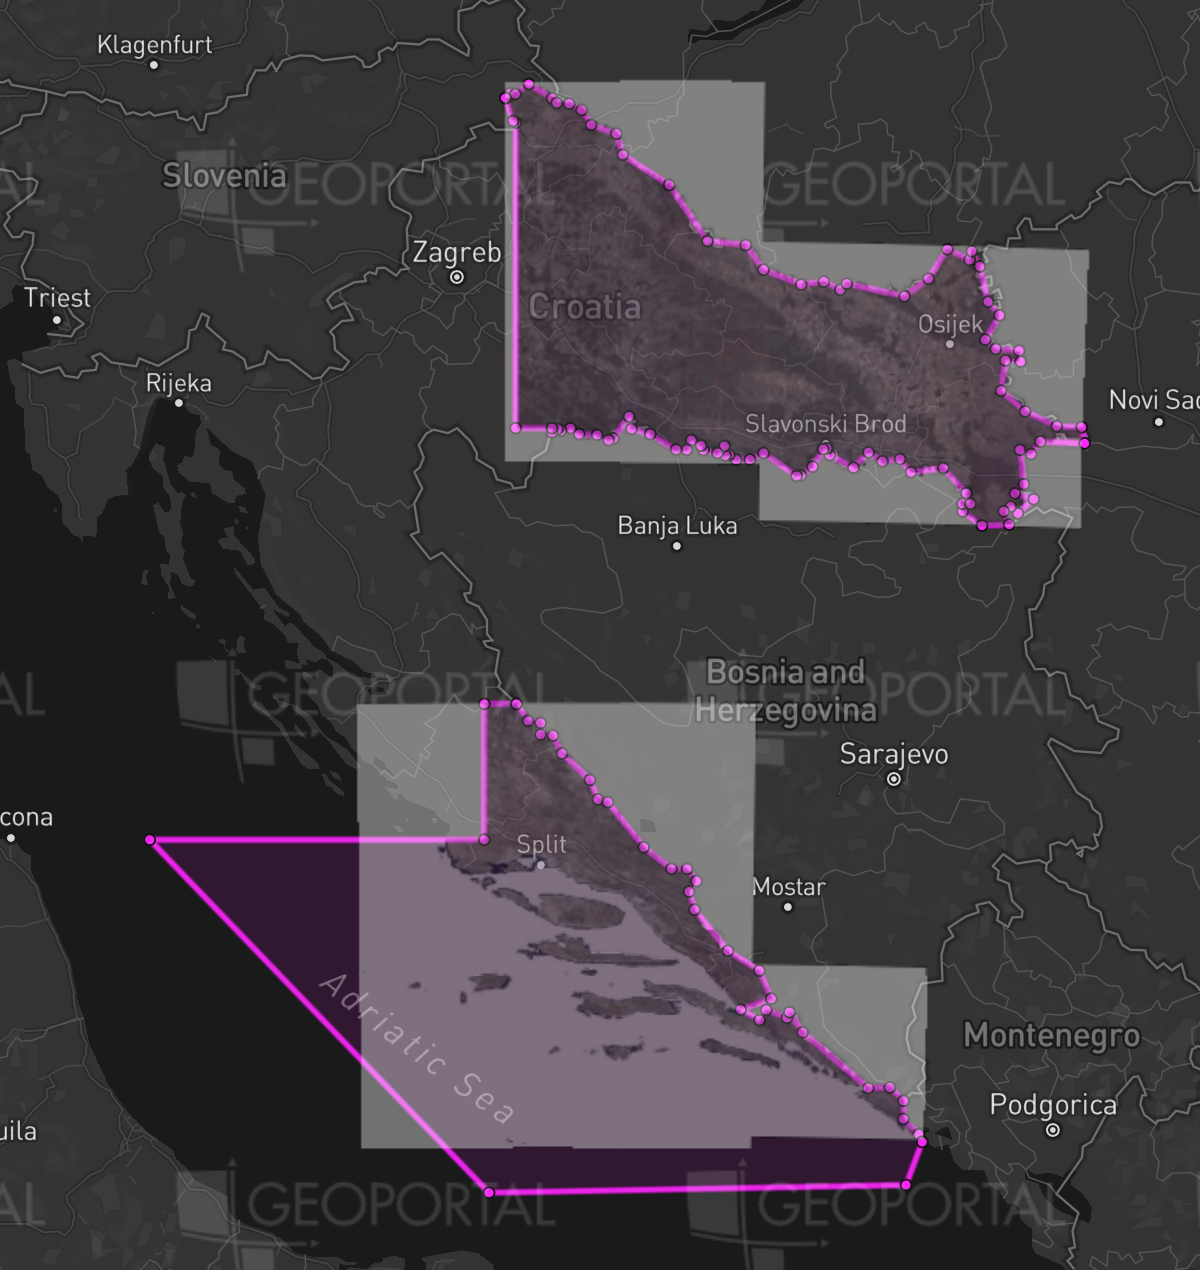 Klagenfurt
Slovenia
AL
GEOPORTAL
GEOPORTAL
Zagreb
Triest
Croatia
Osijek
Rijeka
Novi Sad
Slavonski Brod
Banja Luka
Bosnia and
Herzegovina
AL
GEOPORTAL
GEOPORTAL
Sarajevo
cona
Split
Mostar
Adriatic Sea
Montenegro
Podgorica
uila
AL
GEOPORTAL
GEOPORTAL